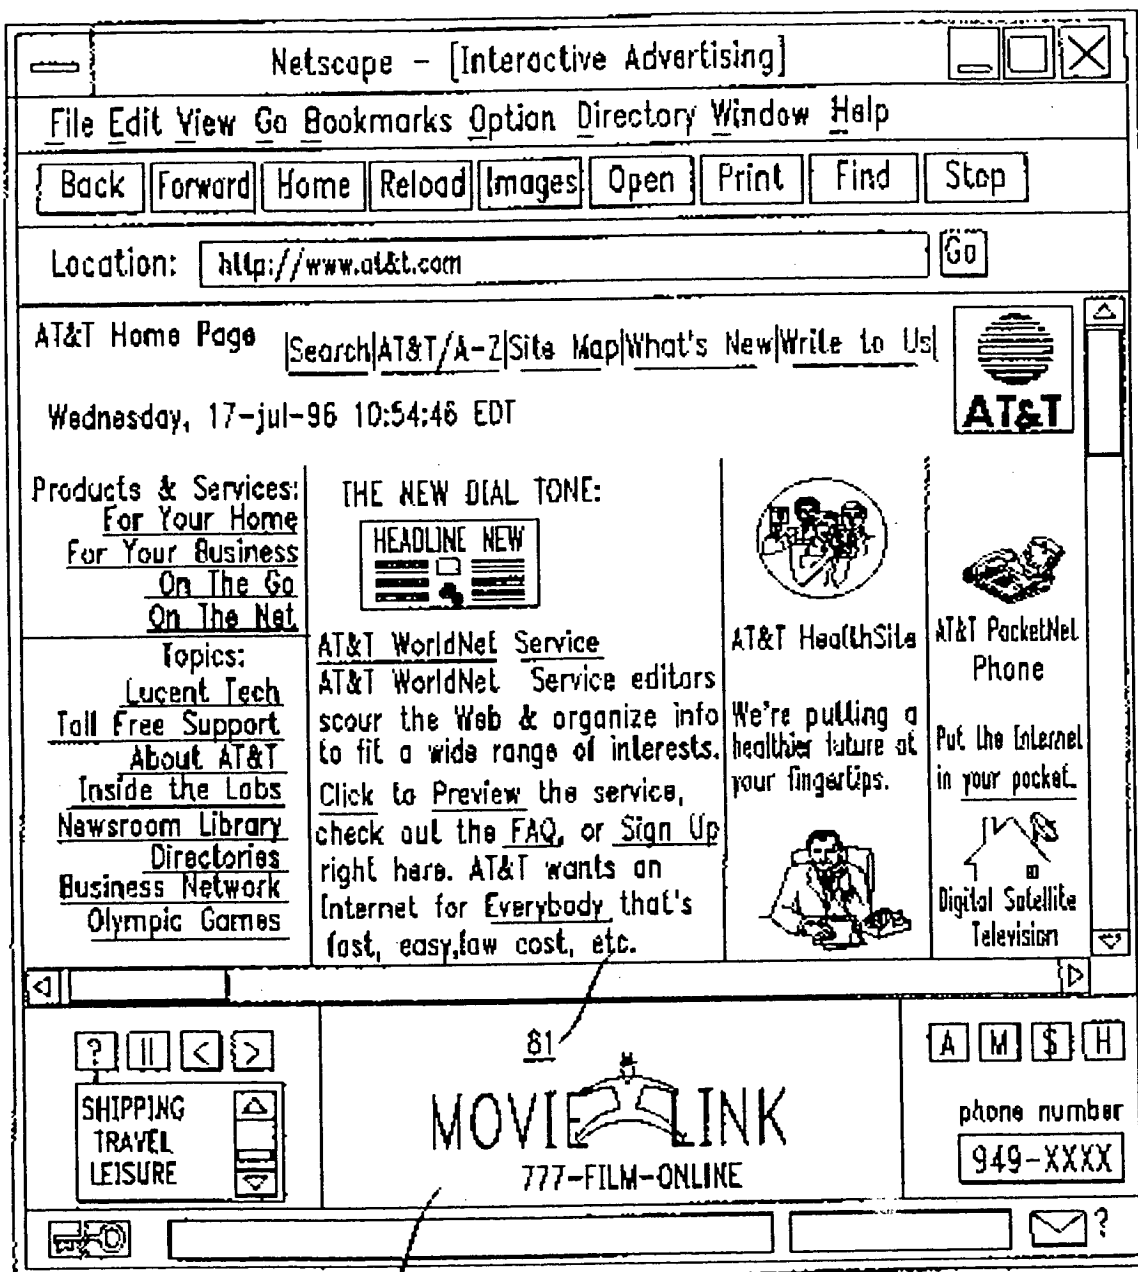 Netscape - [Interactive Advertising]
File Edit View Go Bookmarks Option Directory Window Help
Back Forward Home Reload Images Open Print Find Stop
Location: http://www.at&t.com Go
AT&T Home Page |Search|AT&T/A-Z|Site Map|What's New|Write to Us|
AT&T
Wednesday, 17-jul-96 10:54:46 EDT
Products & Services:
For Your Home
For Your Business
On The Go
On The Net
Topics:
Lucent Tech
Toll Free Support
About AT&T
Inside the Labs
Newsroom Library
Directories
Business Network
Olympic Games
THE NEW DIAL TONE:
HEADLINE NEW
AT&T WorldNet Service
AT&T WorldNet Service editors
scour the Web & organize info
to fit a wide range of interests.
Click to Preview the service,
check out the FAQ, or Sign Up
right here. AT&T wants an
Internet for Everybody that's
fast, easy,low cost, etc.
AT&T HealthSite
We're putting a
healthier future at
your fingertips.
AT&T PocketNet
Phone
Put the Internet
in your pocket.
Digital Satellite
Television
? || < >
SHIPPING
TRAVEL
LEISURE
81
MOVIE LINK
777-FILM-ONLINE
A M $ H
phone number
949-XXXX
?